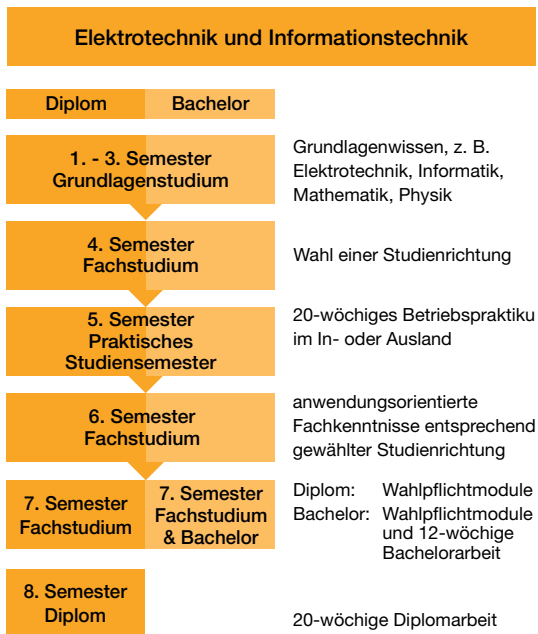 Elektrotechnik und Informationstechnik
Diplom Bachelor
1. - 3. Semester
Grundlagenstudium
Grundlagenwissen, z. B.
Elektrotechnik, Informatik,
Mathematik, Physik
4. Semester
Fachstudium
Wahl einer Studienrichtung
5. Semester
Praktisches
Studiensemester
20-wöchiges Betriebspraktiku
im In- oder Ausland
6. Semester
Fachstudium
anwendungsorientierte
Fachkenntnisse entsprechend
gewählter Studienrichtung
7. Semester
Fachstudium
7. Semester
Fachstudium
& Bachelor
Diplom: Wahlpflichtmodule
Bachelor: Wahlpflichtmodule
und 12-wöchige
Bachelorarbeit
8. Semester
Diplom
20-wöchige Diplomarbeit